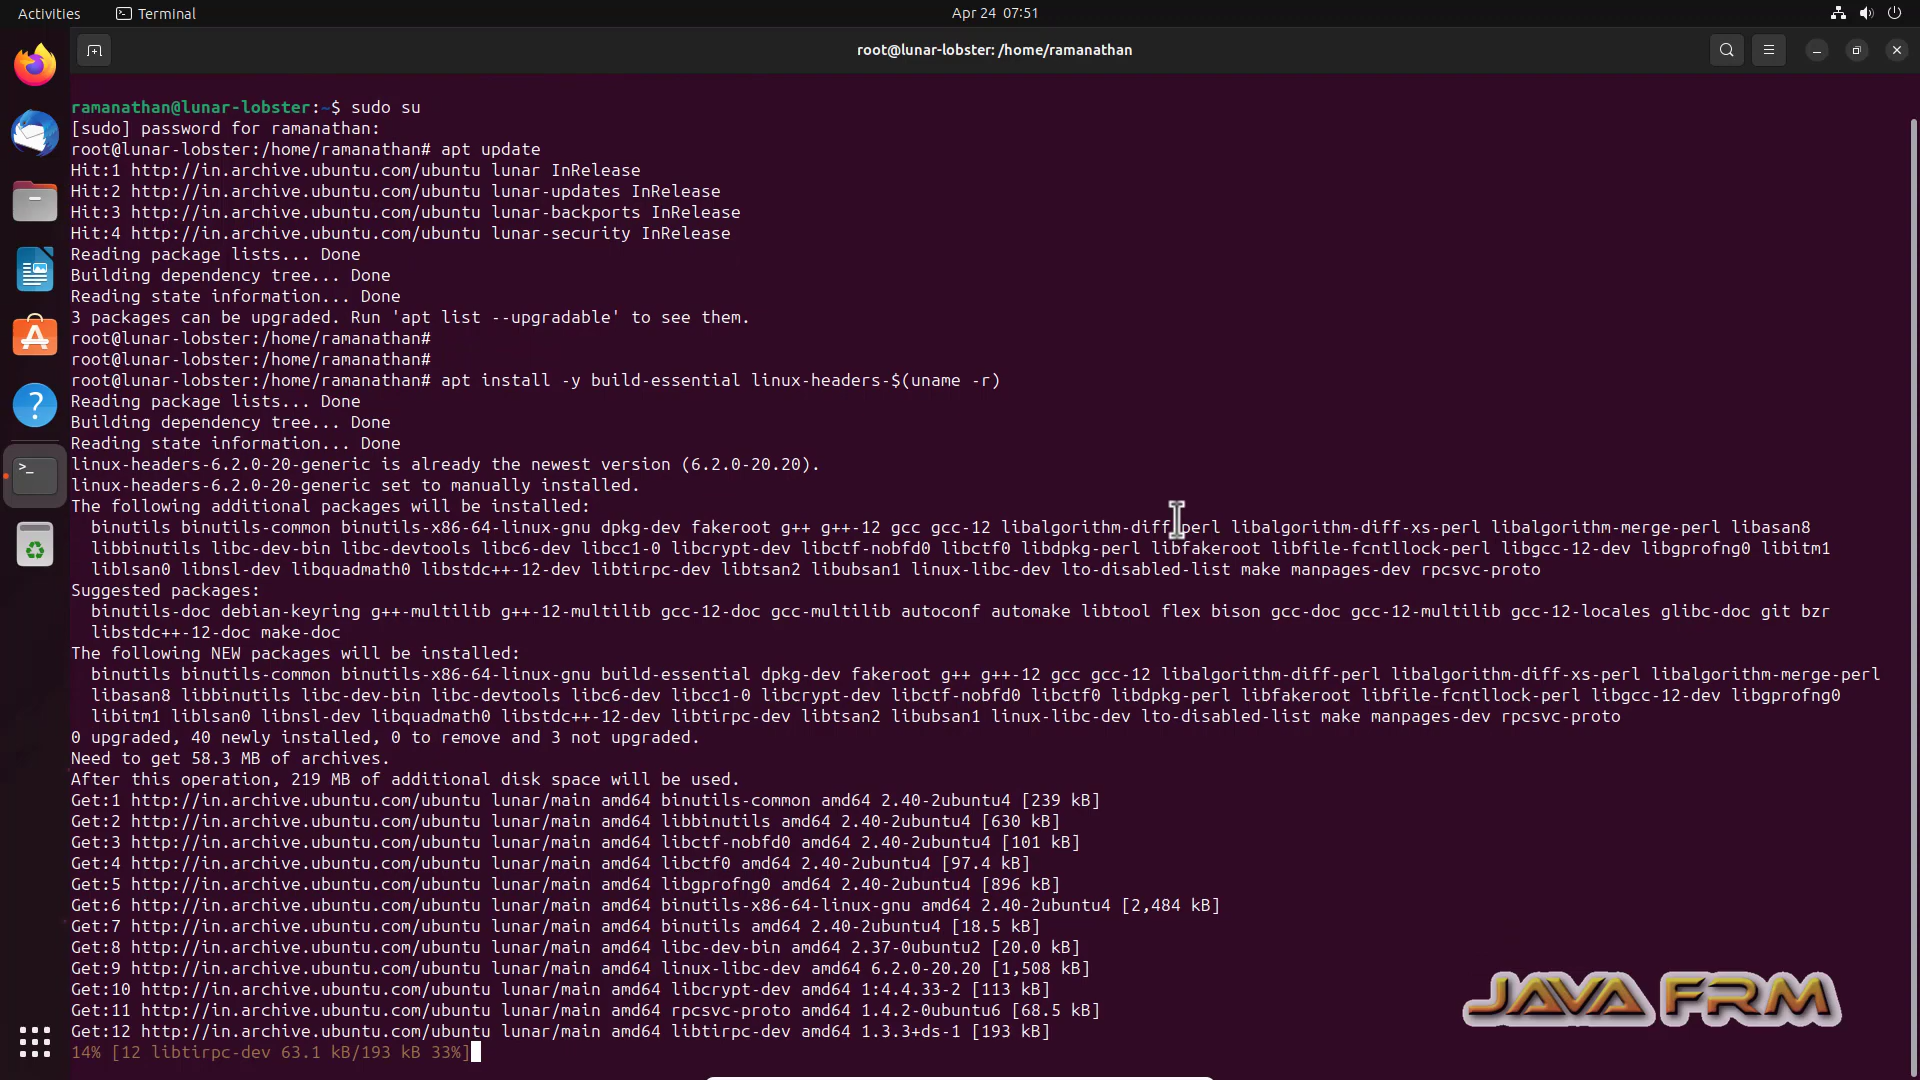 Activities
Terminal
Apr 24 07:51
root@lunar-lobster: /home/ramanathan
ramanathan@lunar-lobster:~$ sudo su
[sudo] password for ramanathan:
root@lunar-lobster:/home/ramanathan# apt update
Hit:1 http://in.archive.ubuntu.com/ubuntu lunar InRelease
Hit:2 http://in.archive.ubuntu.com/ubuntu lunar-updates InRelease
Hit:3 http://in.archive.ubuntu.com/ubuntu lunar-backports InRelease
Hit:4 http://in.archive.ubuntu.com/ubuntu lunar-security InRelease
Reading package lists... Done
Building dependency tree... Done
Reading state information... Done
3 packages can be upgraded. Run 'apt list --upgradable' to see them.
root@lunar-lobster:/home/ramanathan#
root@lunar-lobster:/home/ramanathan#
root@lunar-lobster:/home/ramanathan# apt install -y build-essential linux-headers-$(uname -r)
Reading package lists... Done
Building dependency tree... Done
Reading state information... Done
linux-headers-6.2.0-20-generic is already the newest version (6.2.0-20.20).
linux-headers-6.2.0-20-generic set to manually installed.
The following additional packages will be installed:
binutils binutils-common binutils-x86-64-linux-gnu dpkg-dev fakeroot g++ g++-12 gcc gcc-12 libalgorithm-diff-perl libalgorithm-diff-xs-perl libalgorithm-merge-perl libasan8
libbinutils libc-dev-bin libc-devtools libc6-dev libcc1-0 libcrypt-dev libctf-nobfd0 libctf0 libdpkg-perl libfakeroot libfile-fcntllock-perl libgcc-12-dev libgprofng0 libitm1
liblsan0 libnsl-dev libquadmath0 libstdc++-12-dev libtirpc-dev libtsan2 libubsan1 linux-libc-dev lto-disabled-list make manpages-dev rpcsvc-proto
Suggested packages:
binutils-doc debian-keyring g++-multilib g++-12-multilib gcc-12-doc gcc-multilib autoconf automake libtool flex bison gcc-doc gcc-12-multilib gcc-12-locales glibc-doc git bzr
libstdc++-12-doc make-doc
The following NEW packages will be installed:
binutils binutils-common binutils-x86-64-linux-gnu build-essential dpkg-dev fakeroot g++ g++-12 gcc gcc-12 libalgorithm-diff-perl libalgorithm-diff-xs-perl libalgorithm-merge-perl
libasan8 libbinutils libc-dev-bin libc-devtools libc6-dev libcc1-0 libcrypt-dev libctf-nobfd0 libctf0 libdpkg-perl libfakeroot libfile-fcntllock-perl libgcc-12-dev libgprofng0
libitm1 liblsan0 libnsl-dev libquadmath0 libstdc++-12-dev libtirpc-dev libtsan2 libubsan1 linux-libc-dev lto-disabled-list make manpages-dev rpcsvc-proto
0 upgraded, 40 newly installed, 0 to remove and 3 not upgraded.
Need to get 58.3 MB of archives.
After this operation, 219 MB of additional disk space will be used.
Get:1 http://in.archive.ubuntu.com/ubuntu lunar/main amd64 binutils-common amd64 2.40-2ubuntu4 [239 kB]
Get:2 http://in.archive.ubuntu.com/ubuntu lunar/main amd64 libbinutils amd64 2.40-2ubuntu4 [630 kB]
Get:3 http://in.archive.ubuntu.com/ubuntu lunar/main amd64 libctf-nobfd0 amd64 2.40-2ubuntu4 [101 kB]
Get:4 http://in.archive.ubuntu.com/ubuntu lunar/main amd64 libctf0 amd64 2.40-2ubuntu4 [97.4 kB]
Get:5 http://in.archive.ubuntu.com/ubuntu lunar/main amd64 libgprofng0 amd64 2.40-2ubuntu4 [896 kB]
Get:6 http://in.archive.ubuntu.com/ubuntu lunar/main amd64 binutils-x86-64-linux-gnu amd64 2.40-2ubuntu4 [2,484 kB]
Get:7 http://in.archive.ubuntu.com/ubuntu lunar/main amd64 binutils amd64 2.40-2ubuntu4 [18.5 kB]
Get:8 http://in.archive.ubuntu.com/ubuntu lunar/main amd64 libc-dev-bin amd64 2.37-0ubuntu2 [20.0 kB]
Get:9 http://in.archive.ubuntu.com/ubuntu lunar/main amd64 linux-libc-dev amd64 6.2.0-20.20 [1,508 kB]
Get:10 http://in.archive.ubuntu.com/ubuntu lunar/main amd64 libcrypt-dev amd64 1:4.4.33-2 [113 kB]
Get:11 http://in.archive.ubuntu.com/ubuntu lunar/main amd64 rpcsvc-proto amd64 1.4.2-0ubuntu6 [68.5 kB]
Get:12 http://in.archive.ubuntu.com/ubuntu lunar/main amd64 libtirpc-dev amd64 1.3.3+ds-1 [193 kB]
14% [12 libtirpc-dev 63.1 kB/193 kB 33%]
JAVA FRM